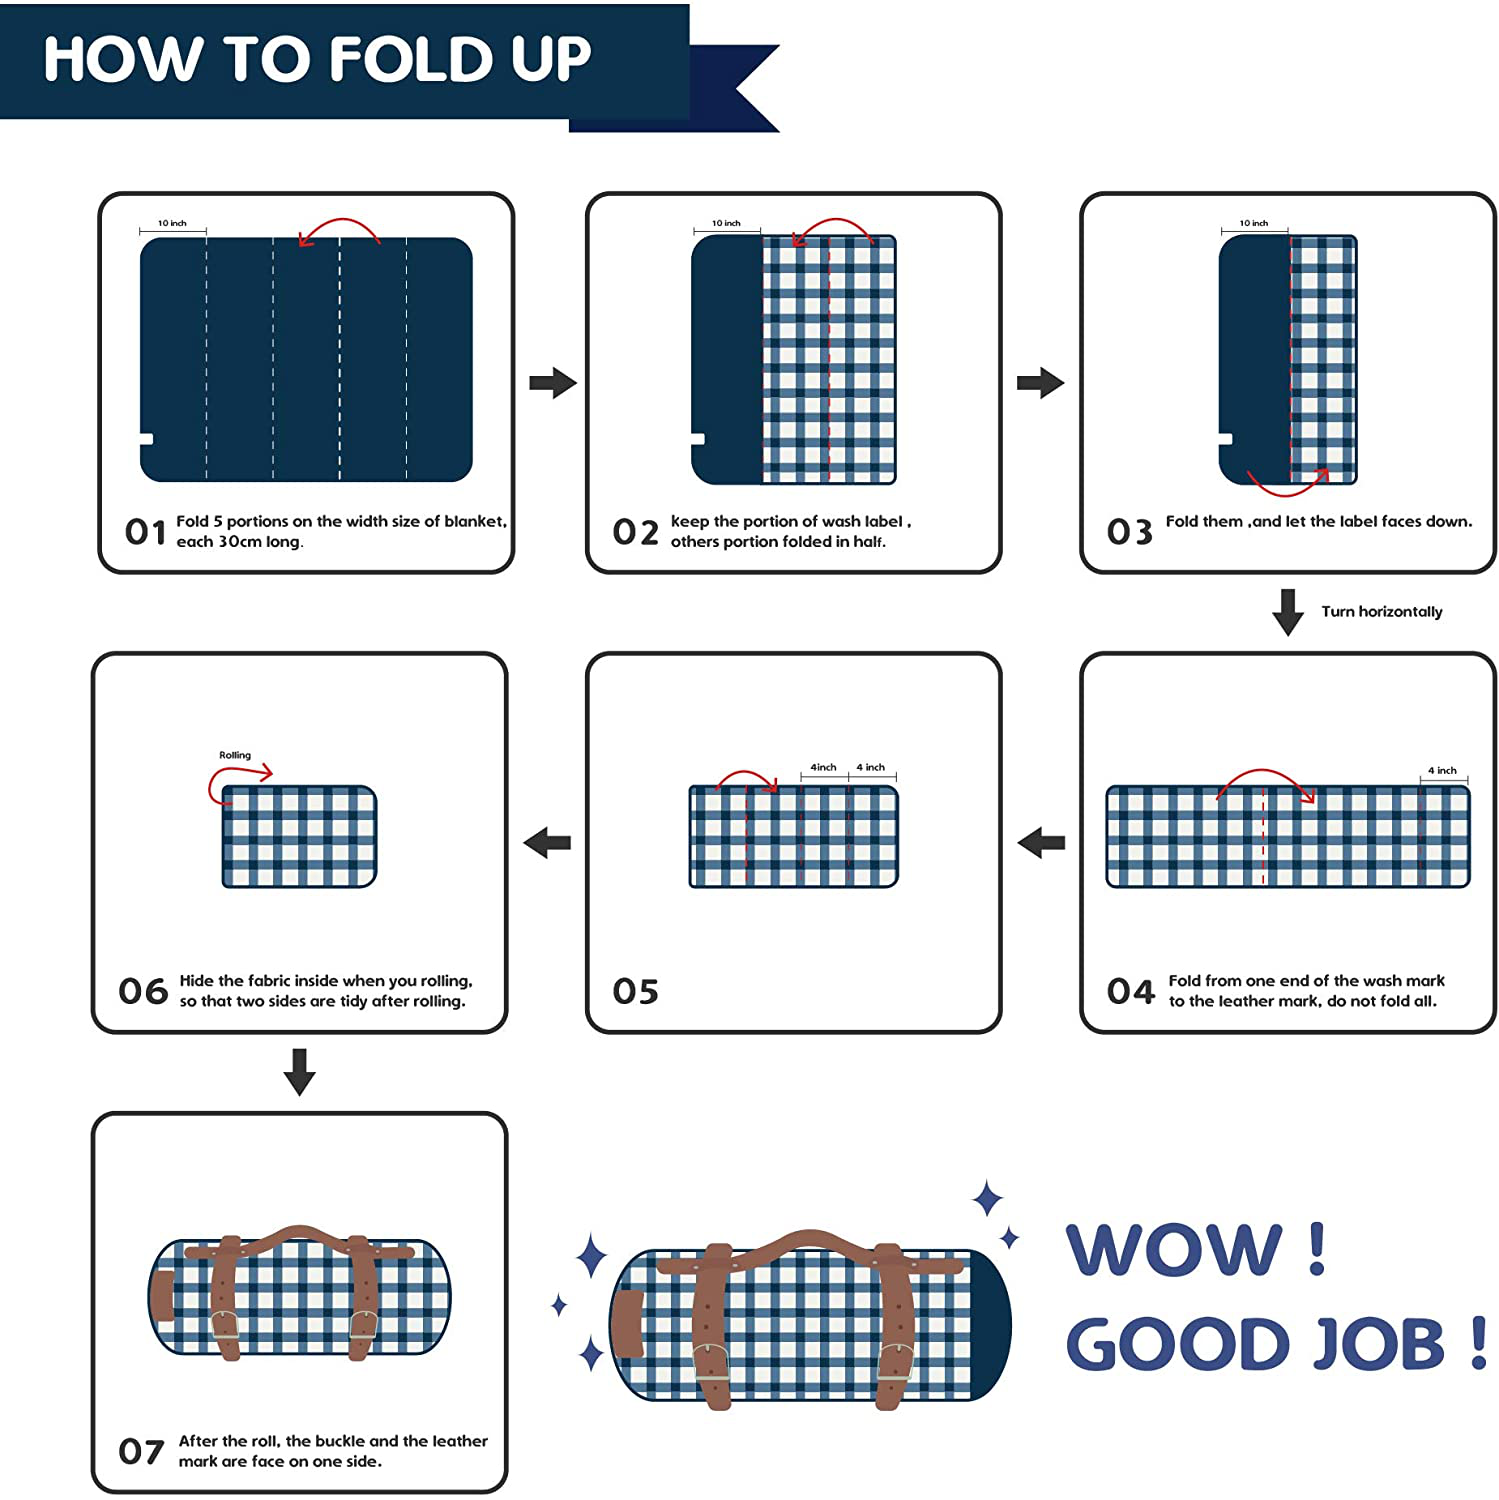 HOW TO FOLD UP
10 inch
01 Fold 5 portions on the width size of blanket,
each 30cm long.
10 inch
02 keep the portion of wash label ,
others portion folded in half.
10 inch
03 Fold them ,and let the label faces down.
Turn horizontally
4 inch
04 Fold from one end of the wash mark
to the leather mark, do not fold all.
4inch 4 inch
05
Rolling
06 Hide the fabric inside when you rolling,
so that two sides are tidy after rolling.
07 After the roll, the buckle and the leather
mark are face on one side.
WOW !
GOOD JOB !